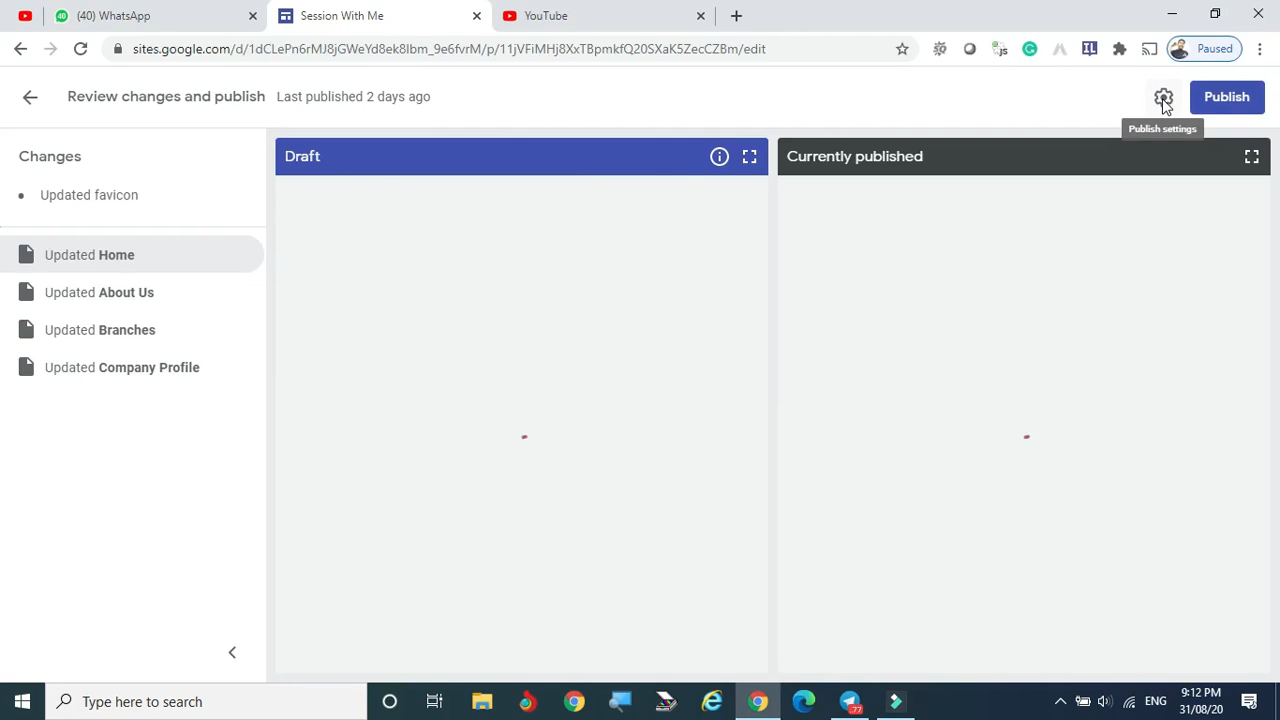 (40) WhatsApp
Session With Me
YouTube
sites.google.com/d/1dCLePn6rMJ8jGWeYd8ek8Ibm_9e6fvrM/p/11jVFiMHj8XxTBpmkfQ20SXaK5ZecCZBm/edit
Paused
Review changes and publish
Last published 2 days ago
Publish
Publish settings
Changes
Updated favicon
Updated Home
Updated About Us
Updated Branches
Updated Company Profile
Draft
Currently published
Type here to search
77
ENG
9:12 PM
31/08/20